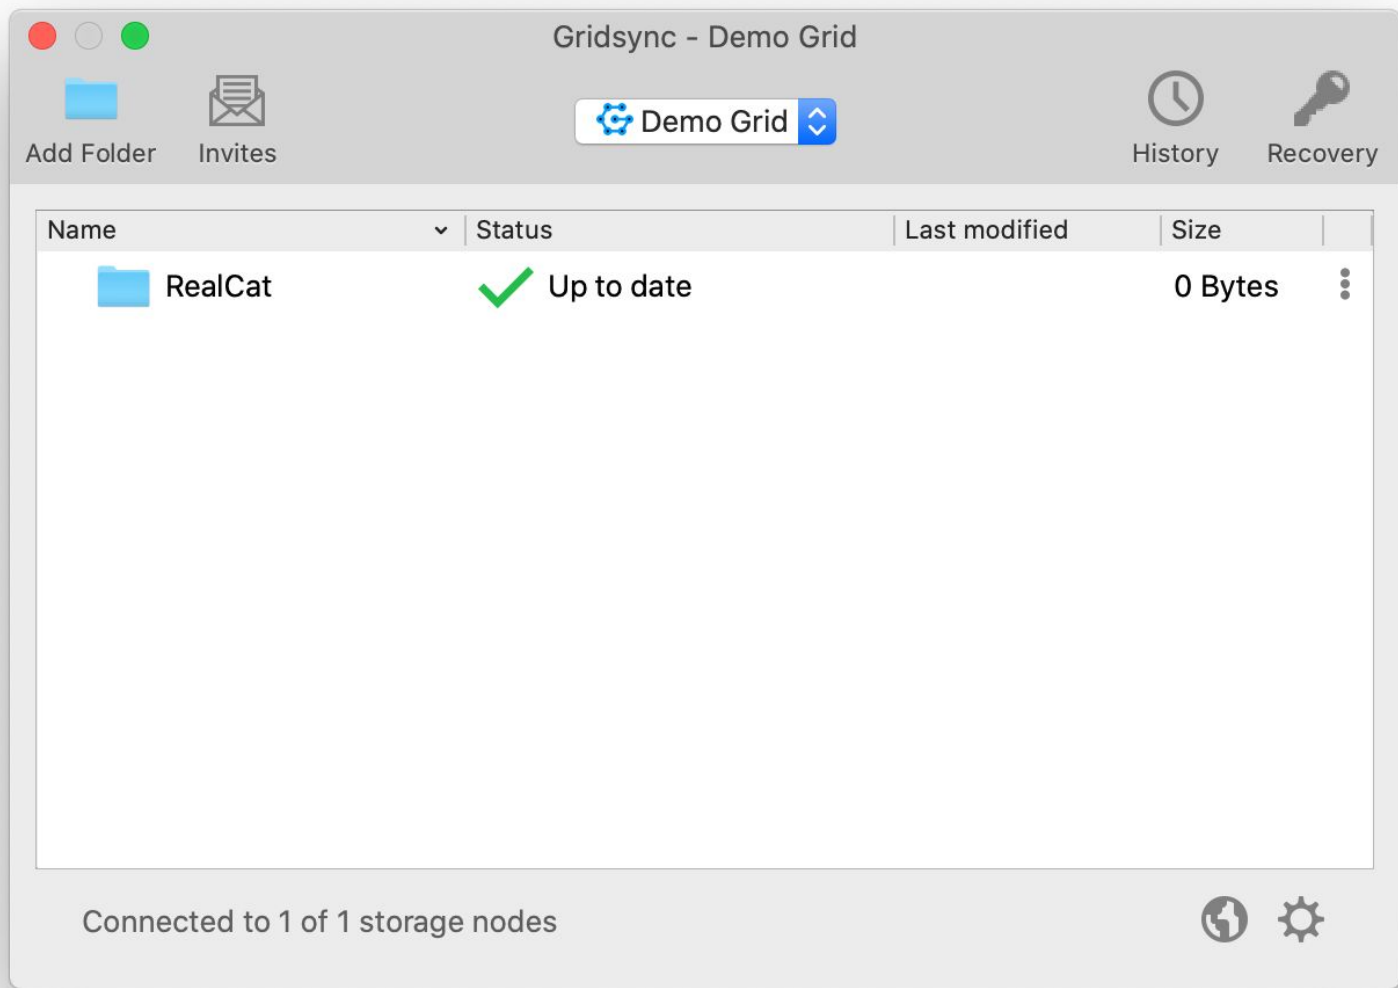 Gridsync - Demo Grid
Demo Grid
Add Folder Invites History Recovery
Name Status Last modified Size
RealCat Up to date 0 Bytes
Connected to 1 of 1 storage nodes